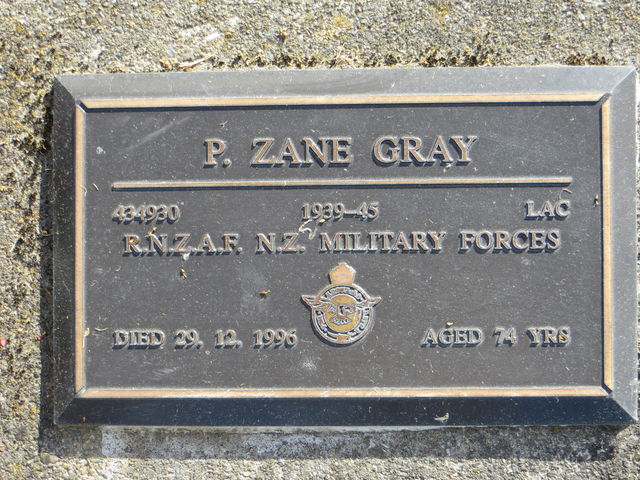 P. ZANE GRAY
434930 1939-45 LAC
R.N.Z.A.F. N.Z. MILITARY FORCES
DIED 29. 12. 1996 AGED 74 YRS